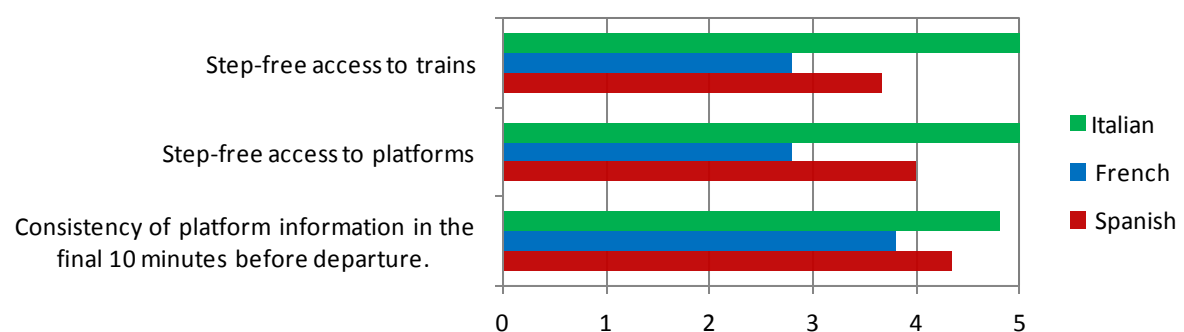 Step-free access to trains
Step-free access to platforms
Consistency of platform information in the
final 10 minutes before departure.
0 1 2 3 4 5
Italian
French
Spanish